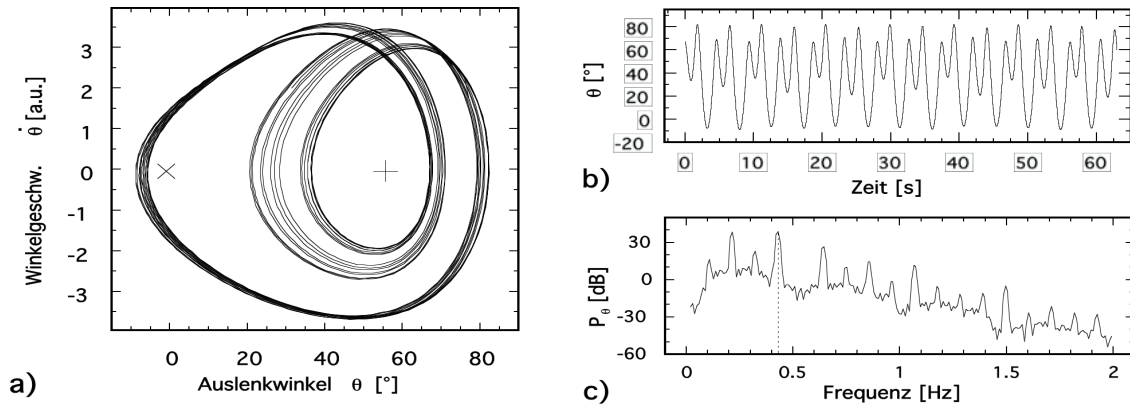 3
2
1
0
-1
-2
-3
Winkelgeschw. θ̇ [a.u.]
0 20 40 60 80
Auslenkwinkel θ [°]
a)
80
60
40
20
0
-20
θ [°]
0 10 20 30 40 50 60
Zeit [s]
b)
30
0
-30
-60
P_θ [dB]
0 0.5 1 1.5 2
Frequenz [Hz]
c)